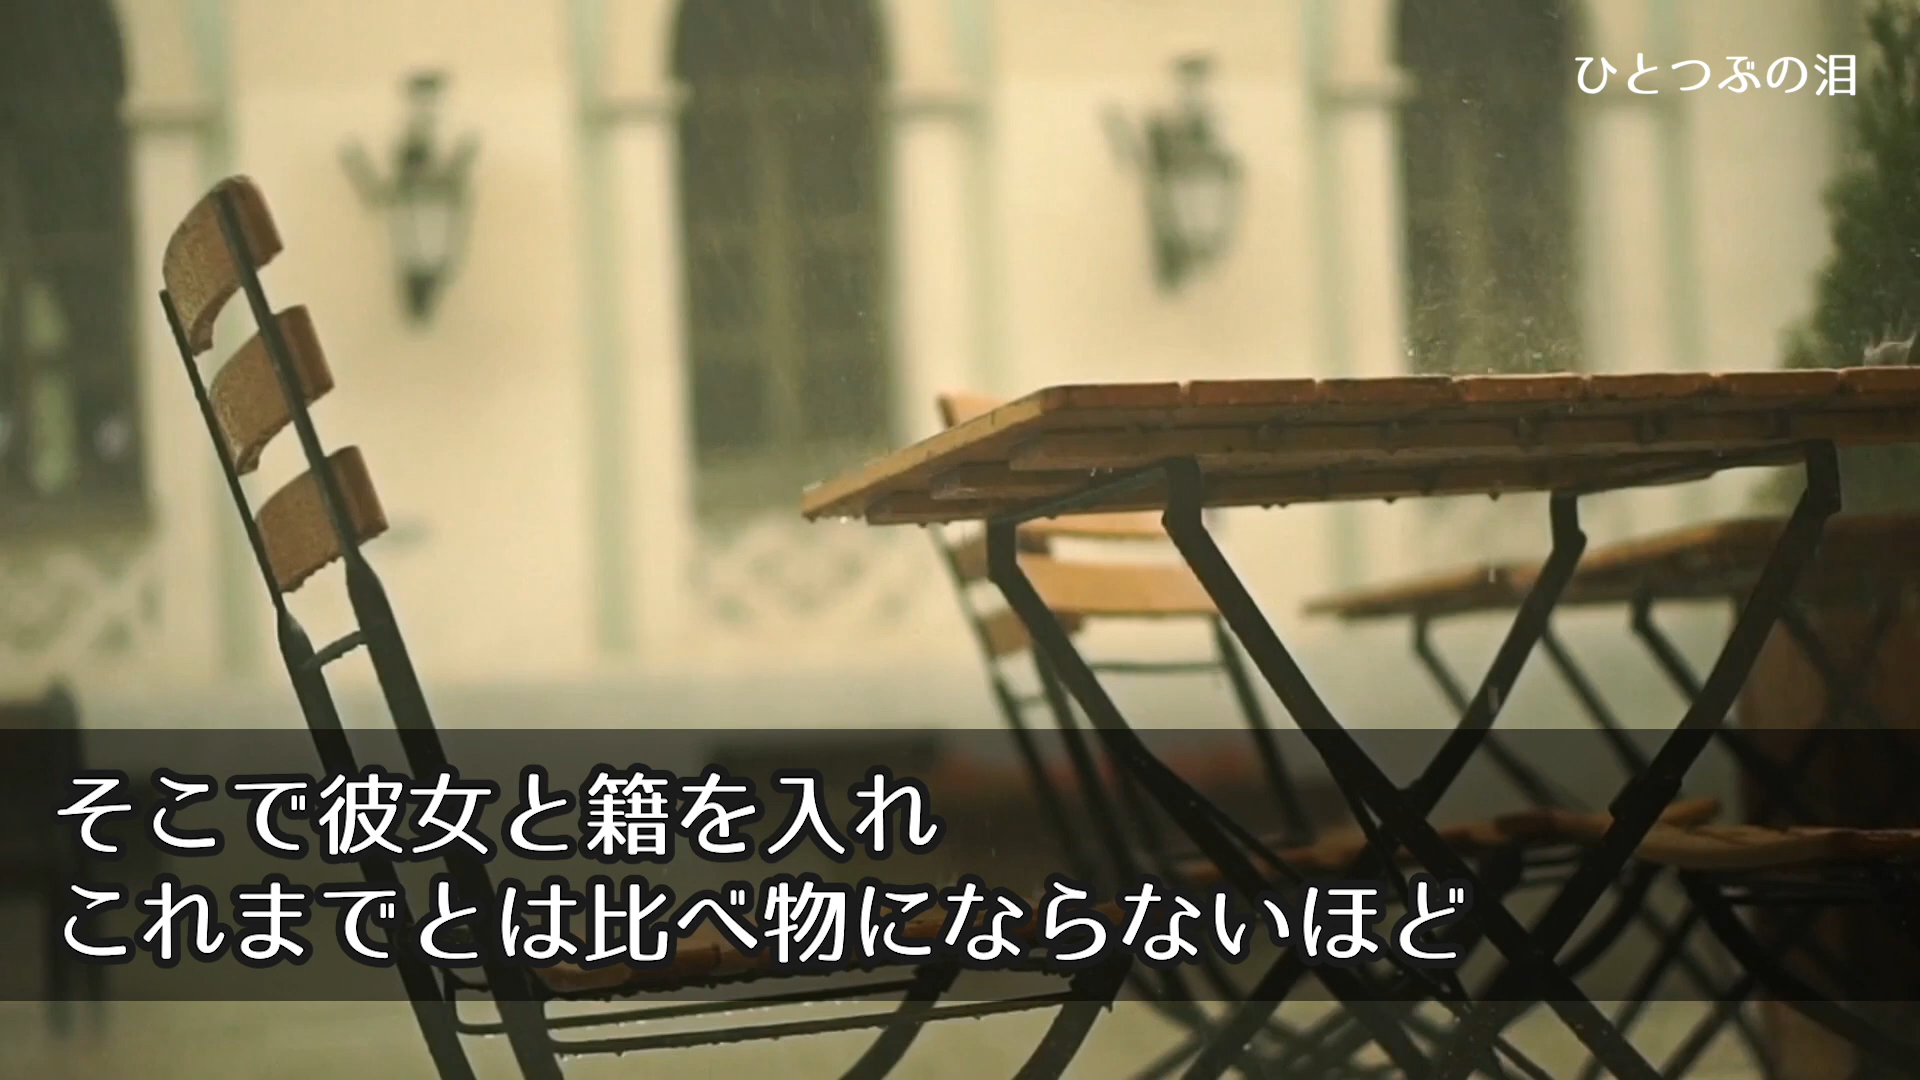 ひとつぶの泪
そこで彼女と籍を入れ
これまでとは比べ物にならないほど